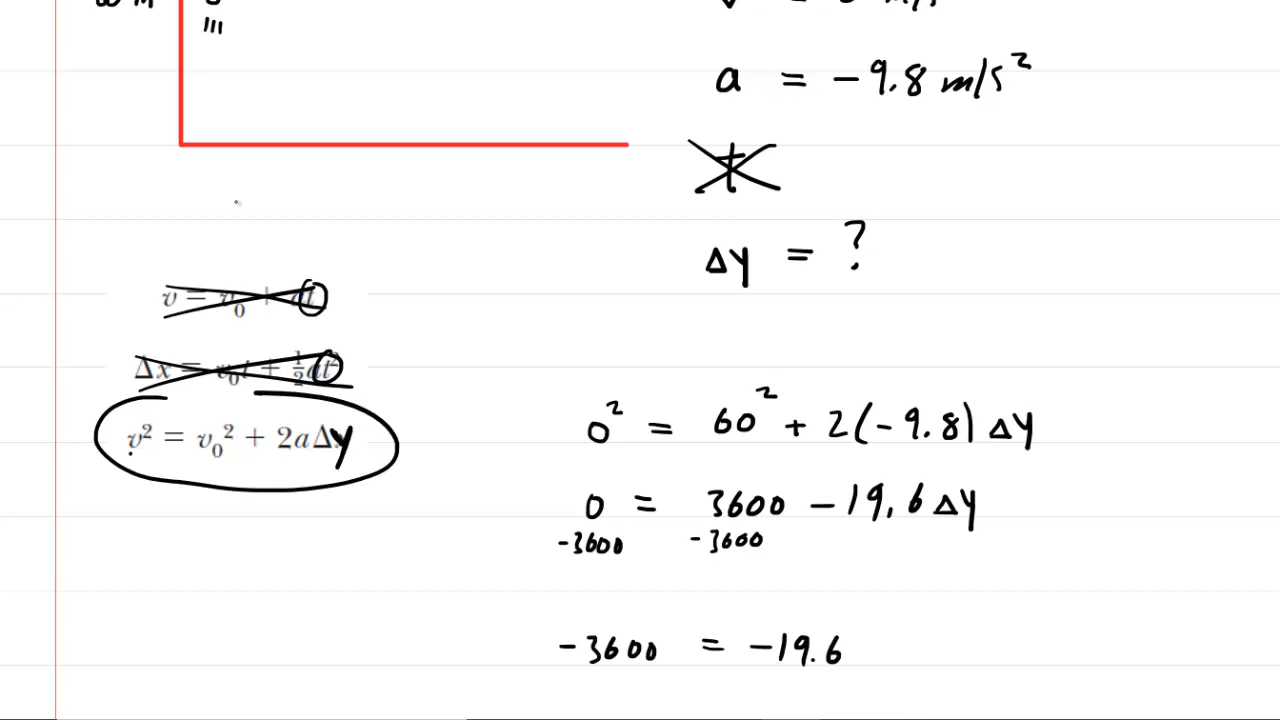 a = -9.8 m/s²
t
Δy = ?
v = v₀ + at
Δx = v₀t + ½at²
v² = v₀² + 2aΔy
0² = 60² + 2(-9.8) Δy
0 = 3600 - 19.6 Δy
-3600 -3600
-3600 = -19.6